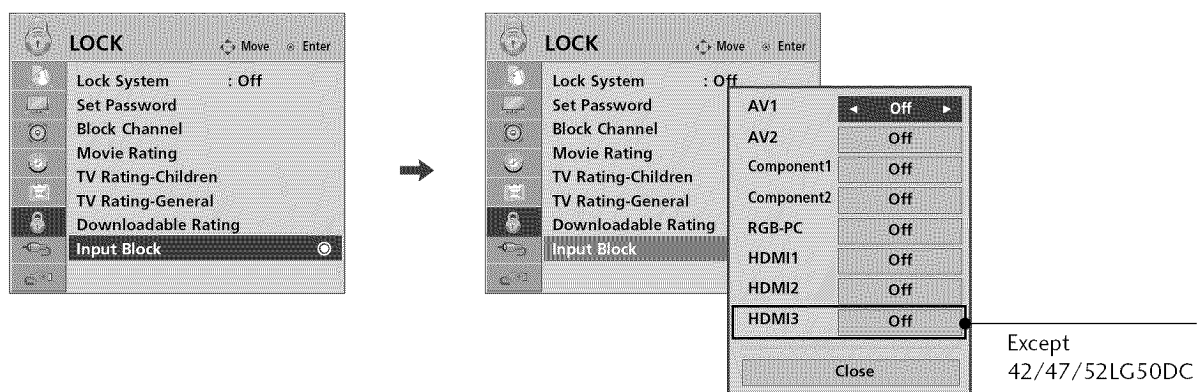 LOCK Move Enter
Lock System : Off
Set Password
Block Channel
Movie Rating
TV Rating-Children
TV Rating-General
Downloadable Rating
Input Block
LOCK Move Enter
Lock System : Off
Set Password
Block Channel
Movie Rating
TV Rating-Children
TV Rating-General
Downloadable Rating
Input Block
AV1 Off
AV2 Off
Component1 Off
Component2 Off
RGB-PC Off
HDMI1 Off
HDMI2 Off
HDMI3 Off
Close
Except
42/47/52LG50DC